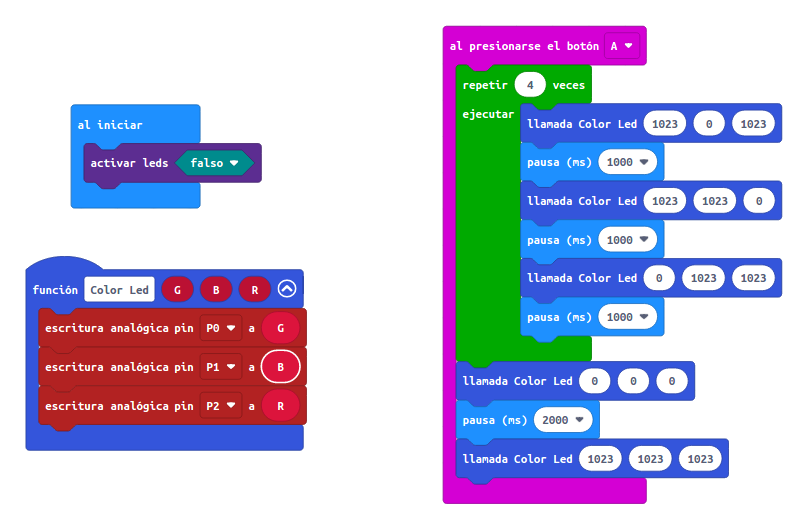 al iniciar
activar leds falso
función Color Led G B R
escritura analógica pin P0 a G
escritura analógica pin P1 a B
escritura analógica pin P2 a R
al presionarse el botón A
repetir 4 veces
ejecutar
llamada Color Led 1023 0 1023
pausa (ms) 1000
llamada Color Led 1023 1023 0
pausa (ms) 1000
llamada Color Led 0 1023 1023
pausa (ms) 1000
llamada Color Led 0 0 0
pausa (ms) 2000
llamada Color Led 1023 1023 1023